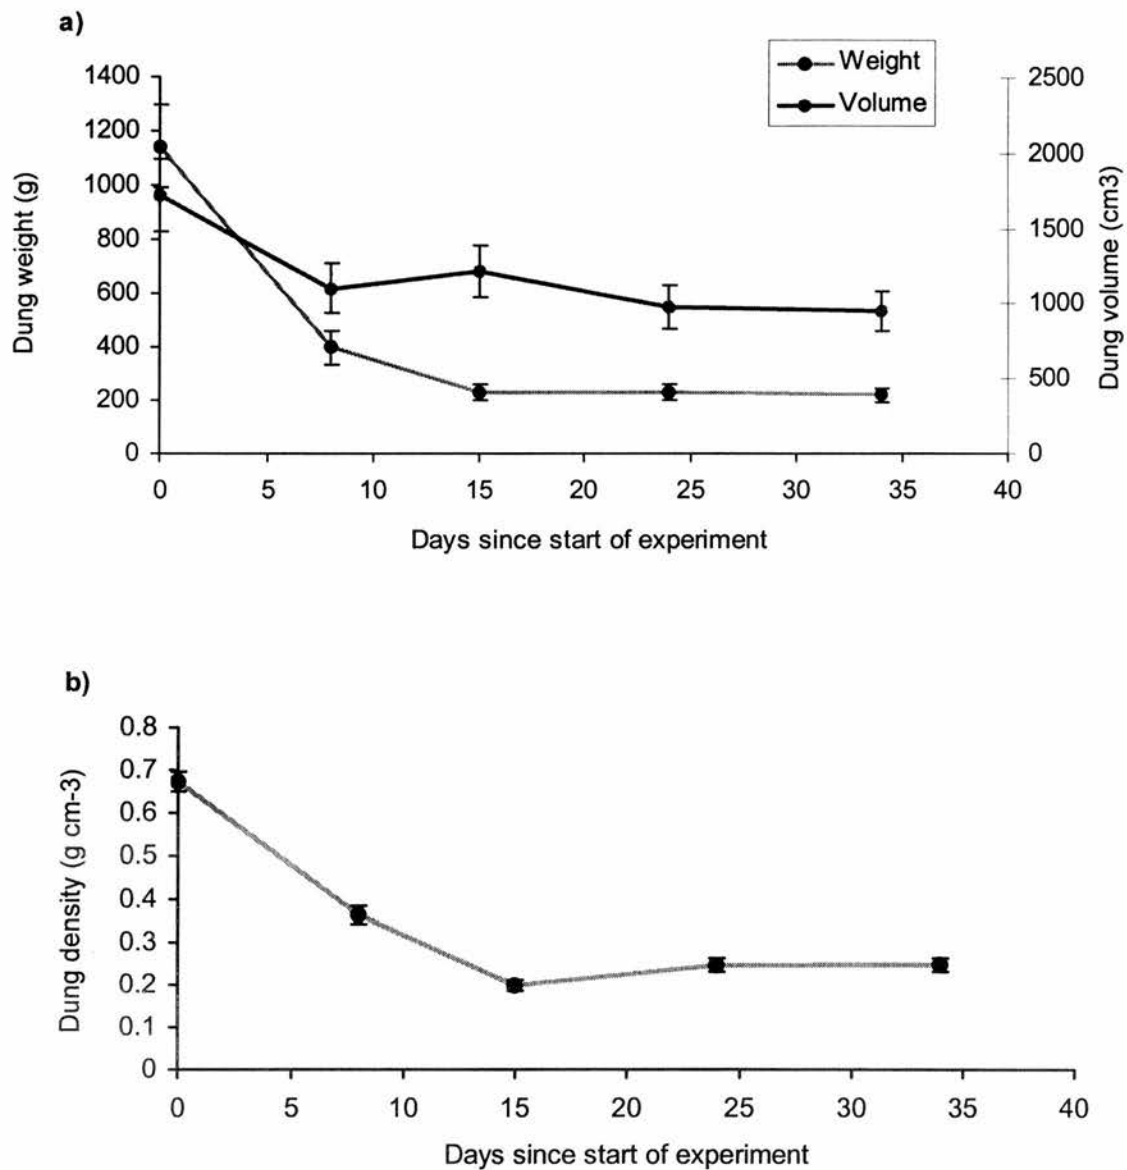 a)
Weight
Volume
1400
1200
1000
800
600
400
200
0
Dung weight (g)
2500
2000
1500
1000
500
0
Dung volume (cm3)
0 5 10 15 20 25 30 35 40
Days since start of experiment
b)
0.8
0.7
0.6
0.5
0.4
0.3
0.2
0.1
0
Dung density (g cm-3)
0 5 10 15 20 25 30 35 40
Days since start of experiment